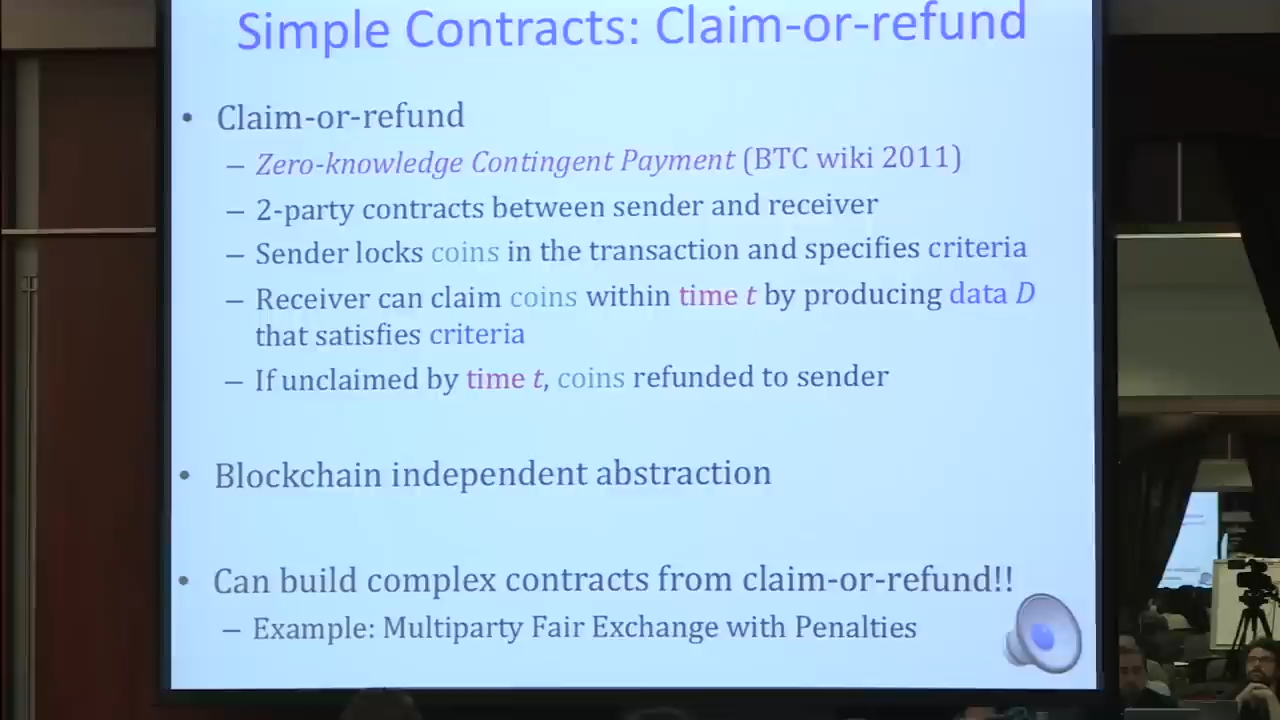 Simple Contracts: Claim-or-refund
• Claim-or-refund
– Zero-knowledge Contingent Payment (BTC wiki 2011)
– 2-party contracts between sender and receiver
– Sender locks coins in the transaction and specifies criteria
– Receiver can claim coins within time t by producing data D
that satisfies criteria
– If unclaimed by time t, coins refunded to sender
• Blockchain independent abstraction
• Can build complex contracts from claim-or-refund!!
– Example: Multiparty Fair Exchange with Penalties